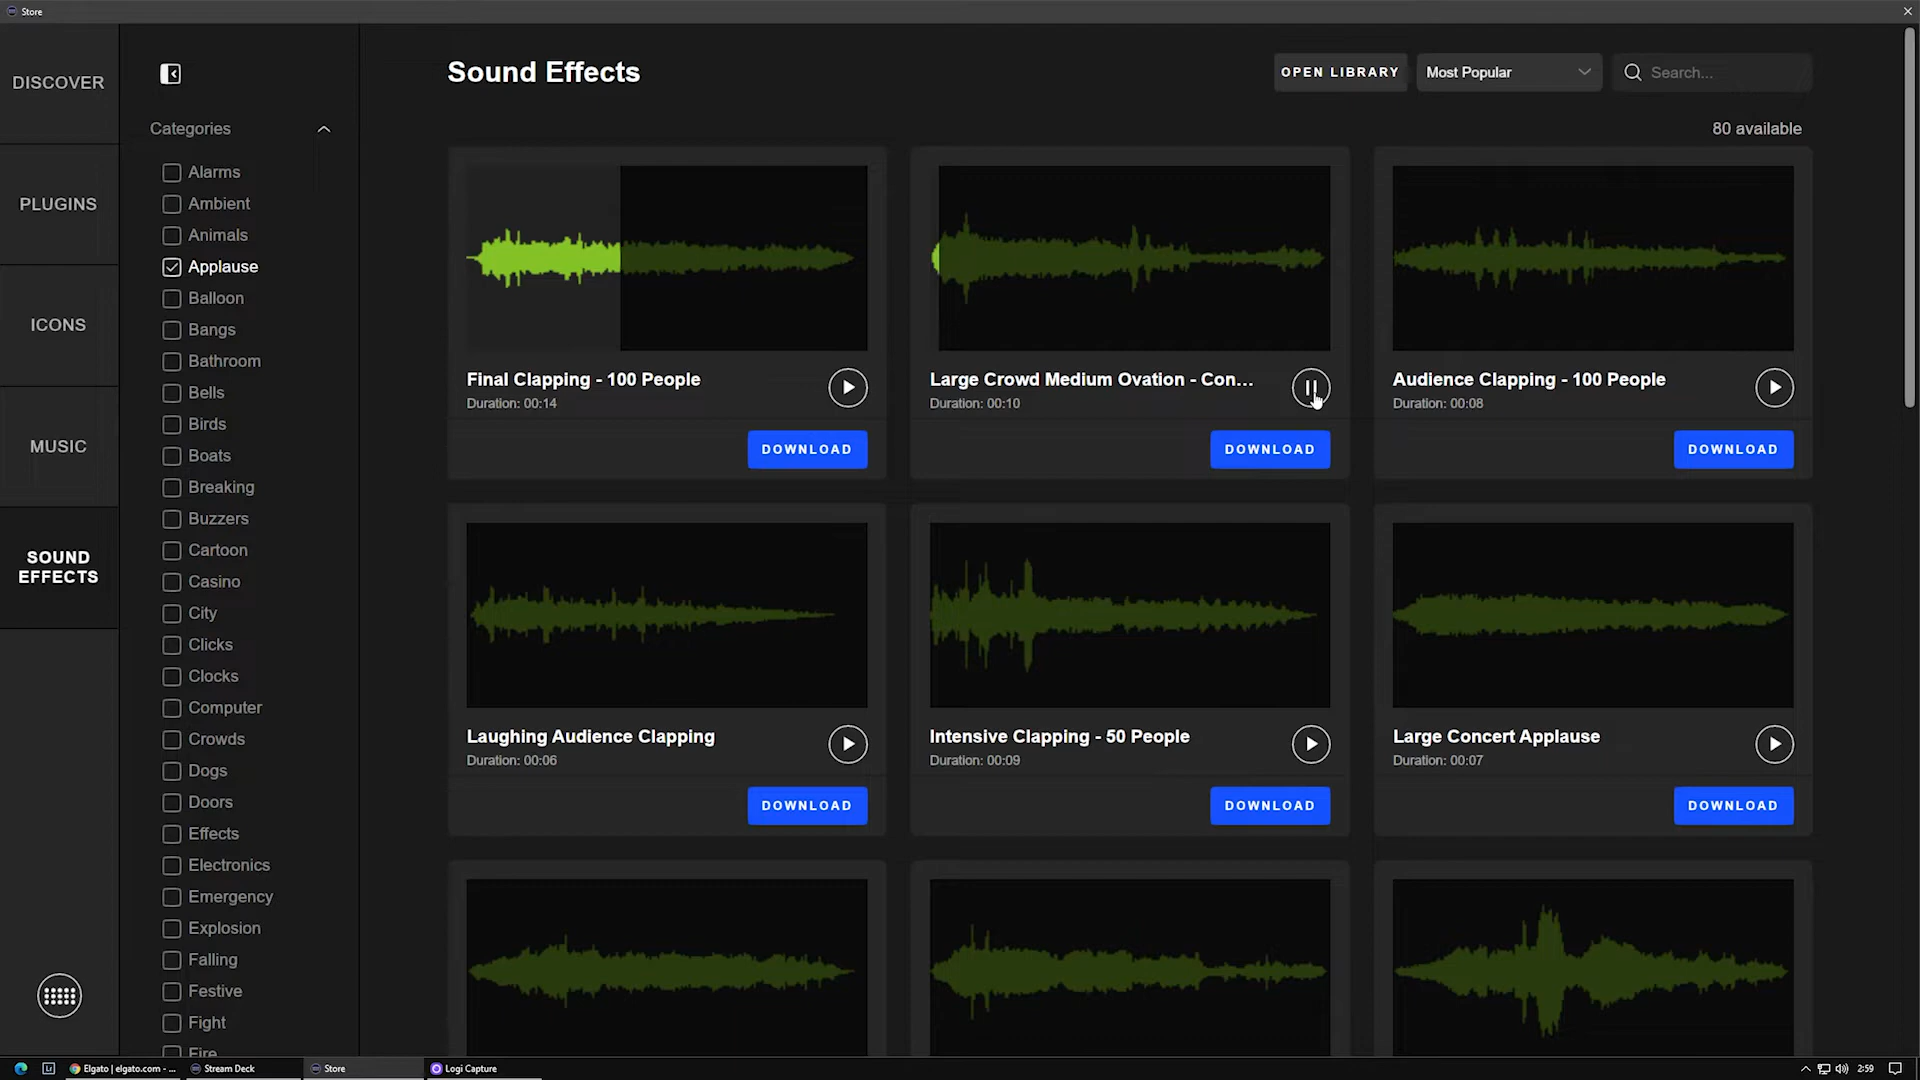 Store
DISCOVER
PLUGINS
ICONS
MUSIC
SOUND
EFFECTS
Categories
Alarms
Ambient
Animals
Applause
Balloon
Bangs
Bathroom
Bells
Birds
Boats
Breaking
Buzzers
Cartoon
Casino
City
Clicks
Clocks
Computer
Crowds
Dogs
Doors
Effects
Electronics
Emergency
Explosion
Falling
Festive
Fight
Fire
Sound Effects
OPEN LIBRARY
Most Popular
Search...
80 available
Final Clapping - 100 People
Duration: 00:14
DOWNLOAD
Large Crowd Medium Ovation - Con...
Duration: 00:10
DOWNLOAD
Audience Clapping - 100 People
Duration: 00:08
DOWNLOAD
Laughing Audience Clapping
Duration: 00:06
DOWNLOAD
Intensive Clapping - 50 People
Duration: 00:09
DOWNLOAD
Large Concert Applause
Duration: 00:07
DOWNLOAD
Elgato | elgato.com - ...
Stream Deck
Store
Logi Capture
2:59